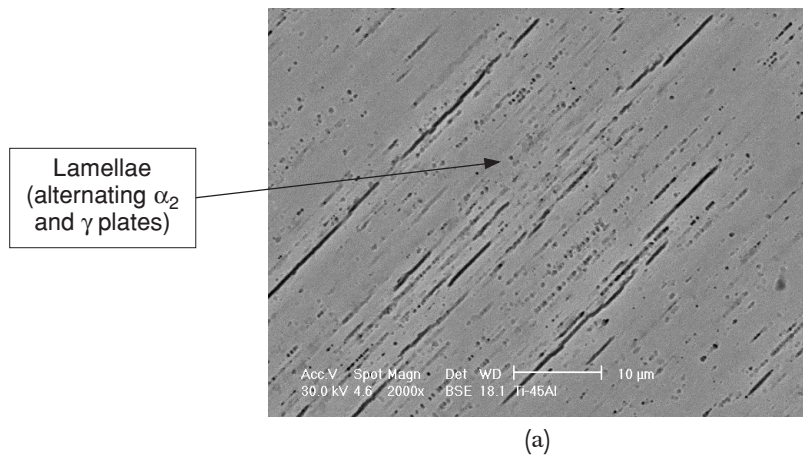 Lamellae
(alternating α₂
and γ plates)
Acc.V Spot Magn Det WD 10 µm
30.0 kV 4.6 2000x BSE 18.1 Ti-45Al
(a)